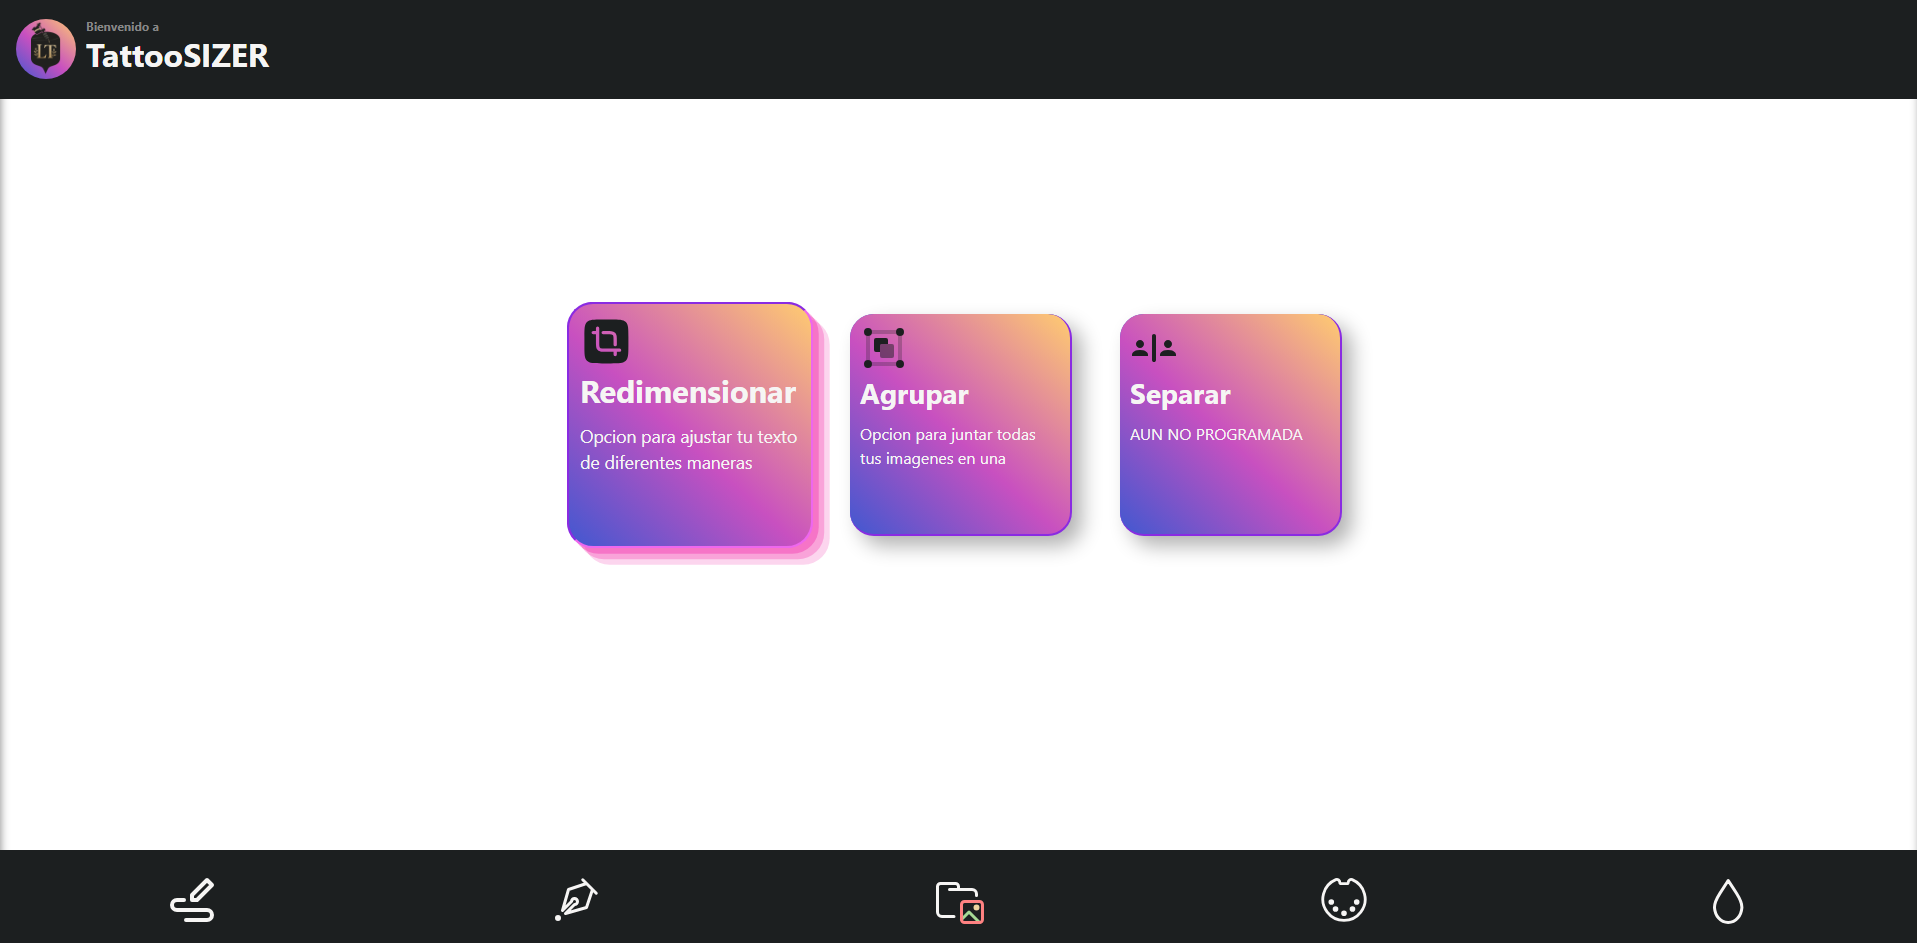 LT
Bienvenido a
TattooSIZER
Redimensionar
Opcion para ajustar tu texto
de diferentes maneras
Agrupar
Opcion para juntar todas
tus imagenes en una
Separar
AUN NO PROGRAMADA